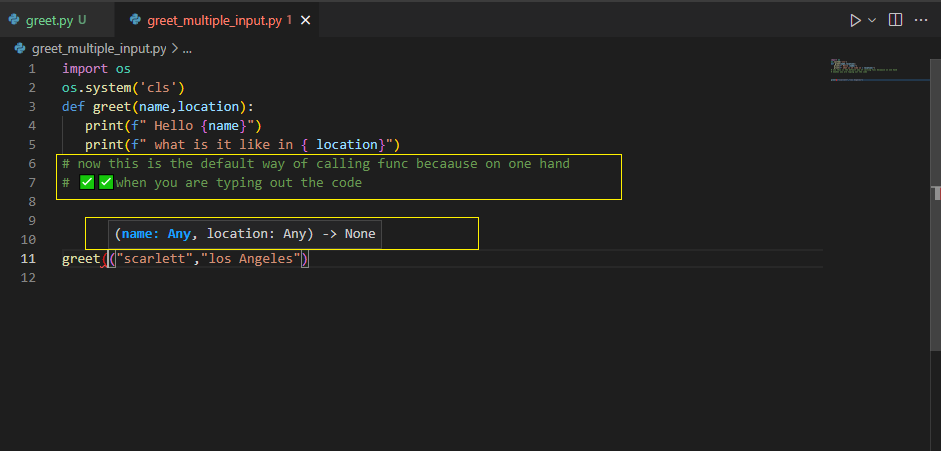 greet.py U
greet_multiple_input.py 1
greet_multiple_input.py > ...
1 import os
2 os.system('cls')
3 def greet(name,location):
4 print(f" Hello {name}")
5 print(f" what is it like in { location}")
6 # now this is the default way of calling func becaause on one hand
7 # ✅✅when you are typing out the code
8
9
(name: Any, location: Any) -> None
10
11 greet(("scarlett","los Angeles")
12